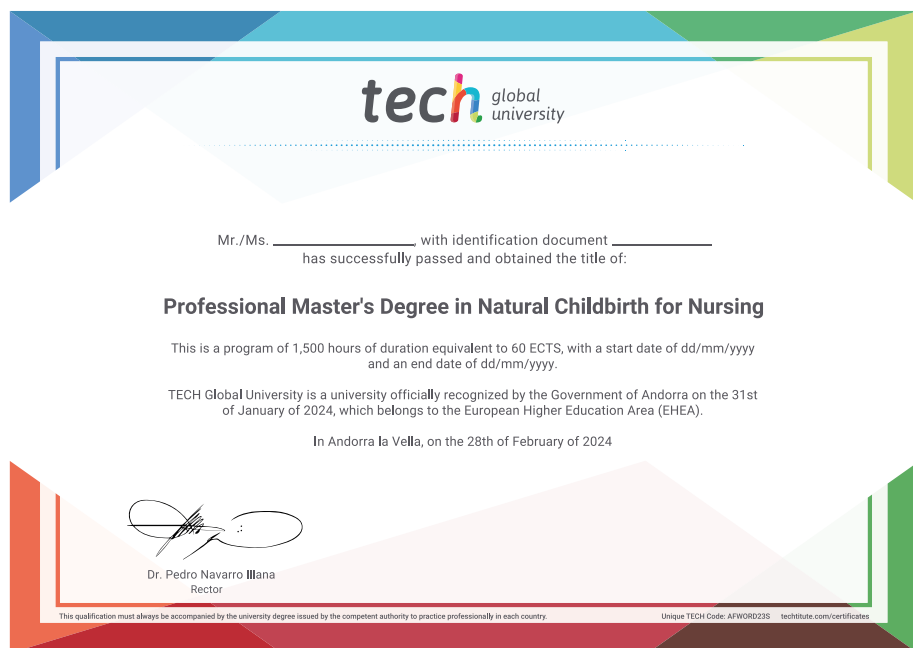 tech global university
Mr./Ms. ____________, with identification document ____________
has successfully passed and obtained the title of:
Professional Master's Degree in Natural Childbirth for Nursing
This is a program of 1,500 hours of duration equivalent to 60 ECTS, with a start date of dd/mm/yyyy
and an end date of dd/mm/yyyy.
TECH Global University is a university officially recognized by the Government of Andorra on the 31st
of January of 2024, which belongs to the European Higher Education Area (EHEA).
In Andorra la Vella, on the 28th of February of 2024
Dr. Pedro Navarro Illana
Rector
This qualification must always be accompanied by the university degree issued by the competent authority to practice professionally in each country.
Unique TECH Code: AFWORD23S techtitute.com/certificates